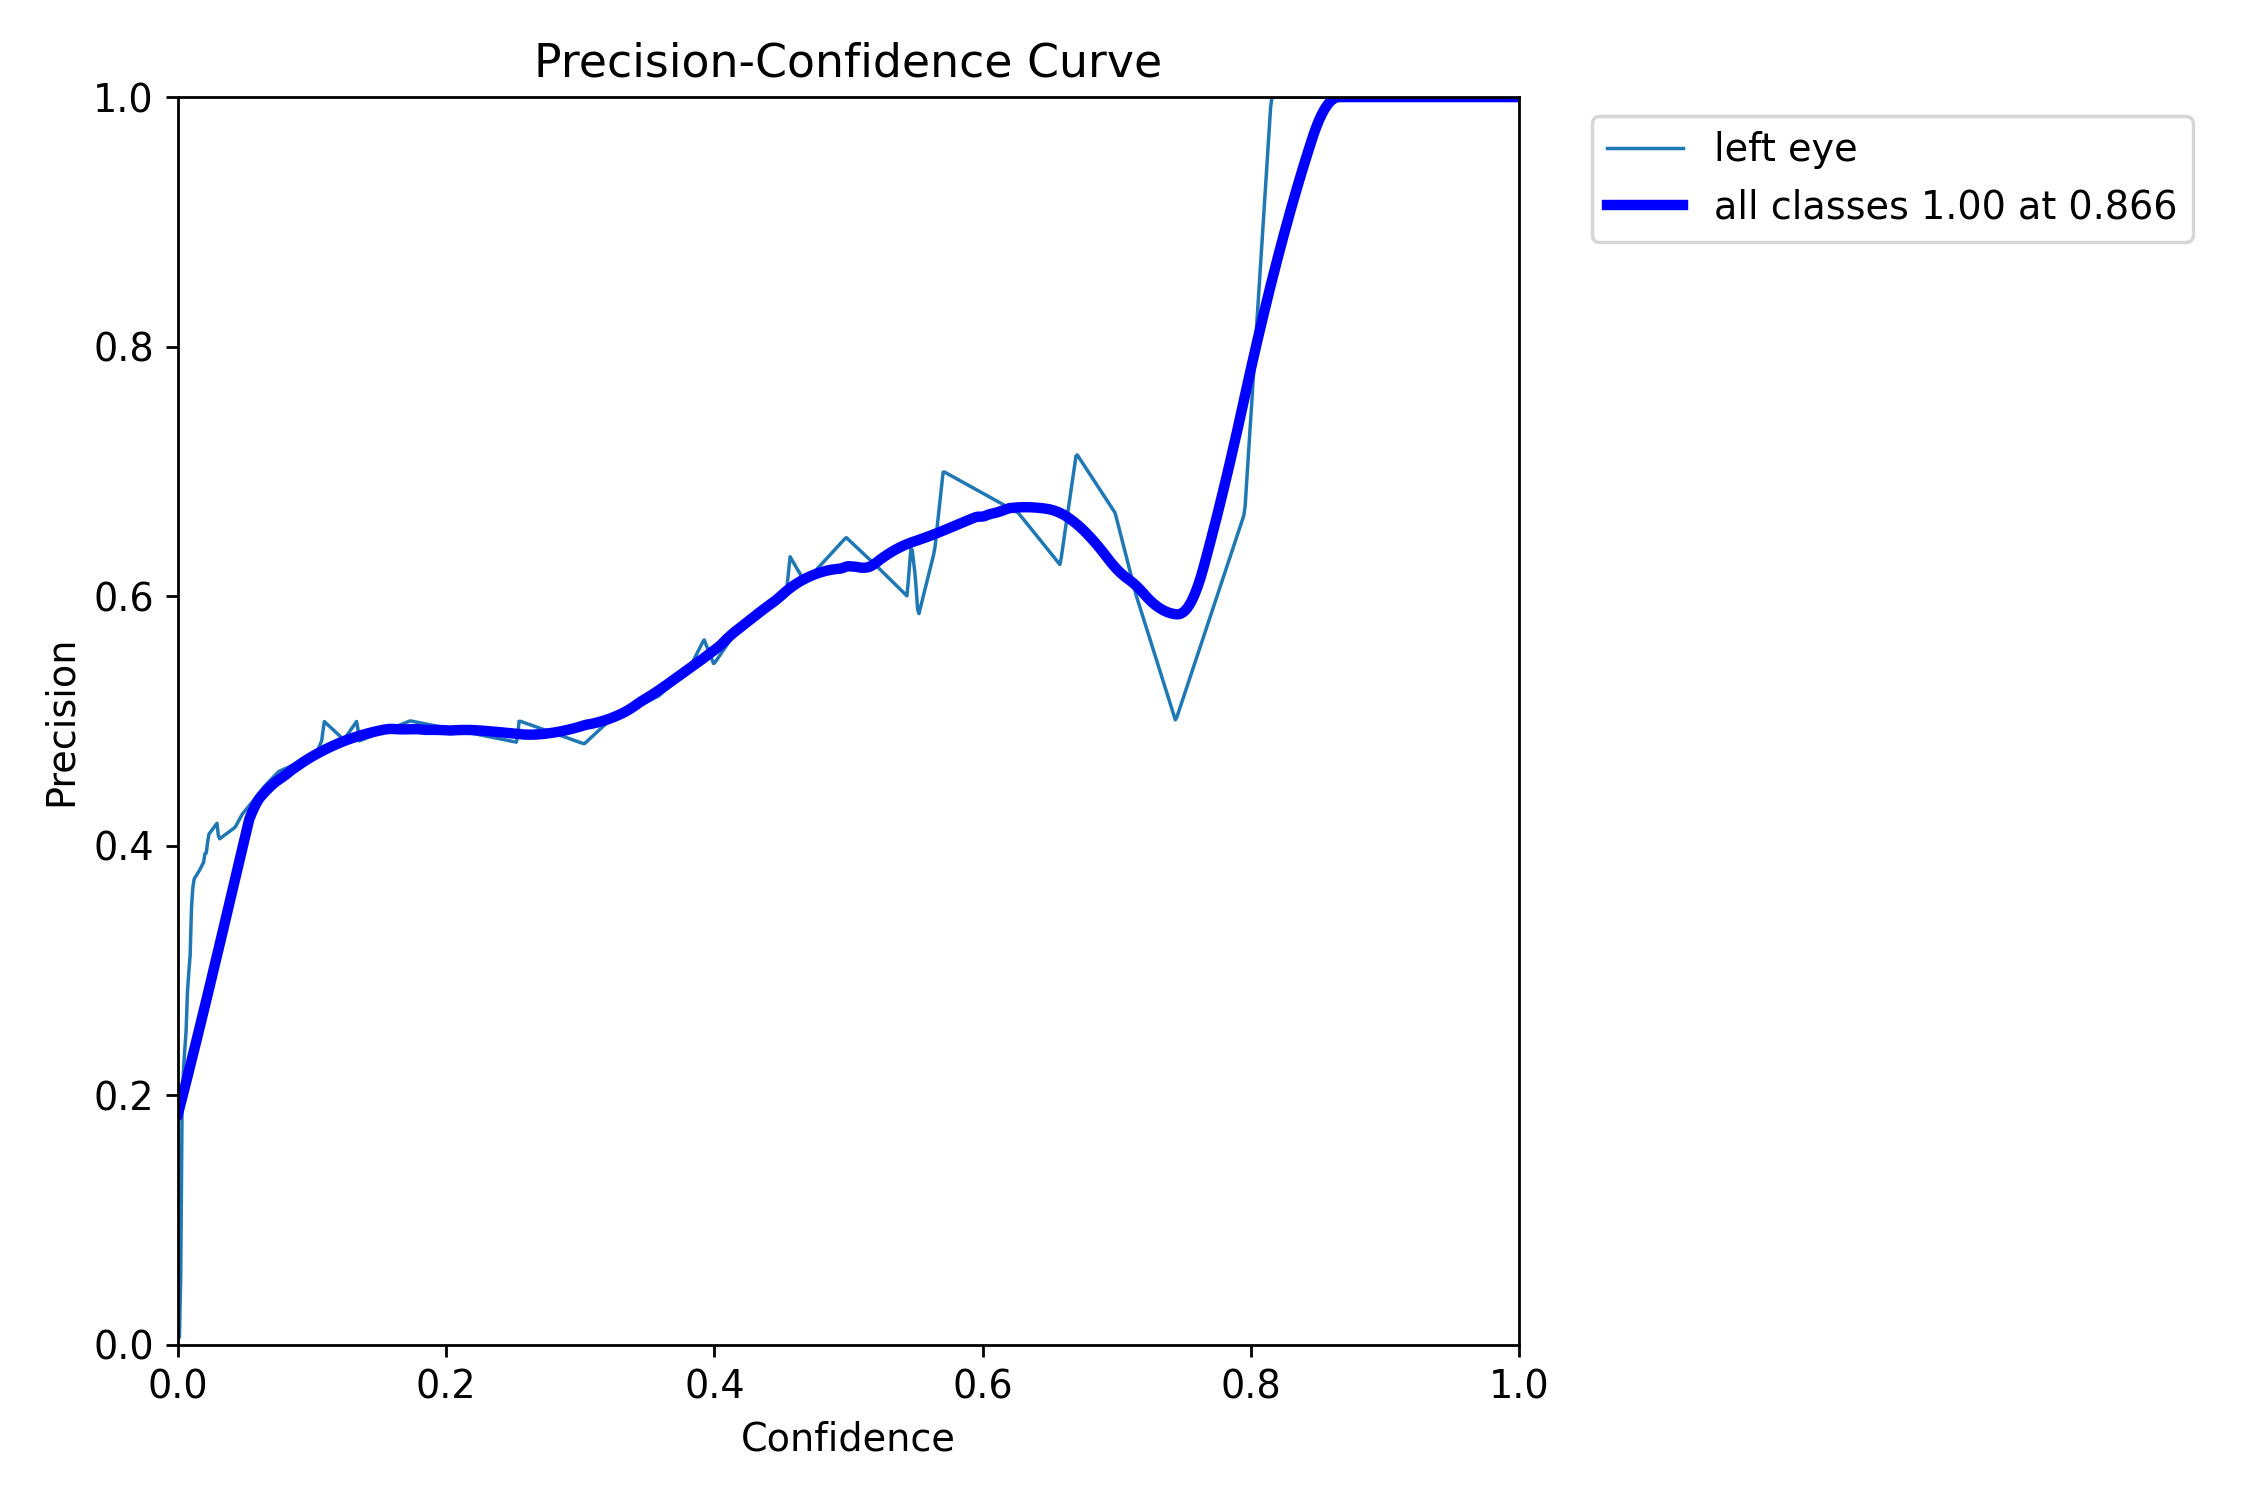 Precision-Confidence Curve
1.0
0.8
0.6
0.4
0.2
0.0
Precision
0.0 0.2 0.4 0.6 0.8 1.0
Confidence
left eye
all classes 1.00 at 0.866